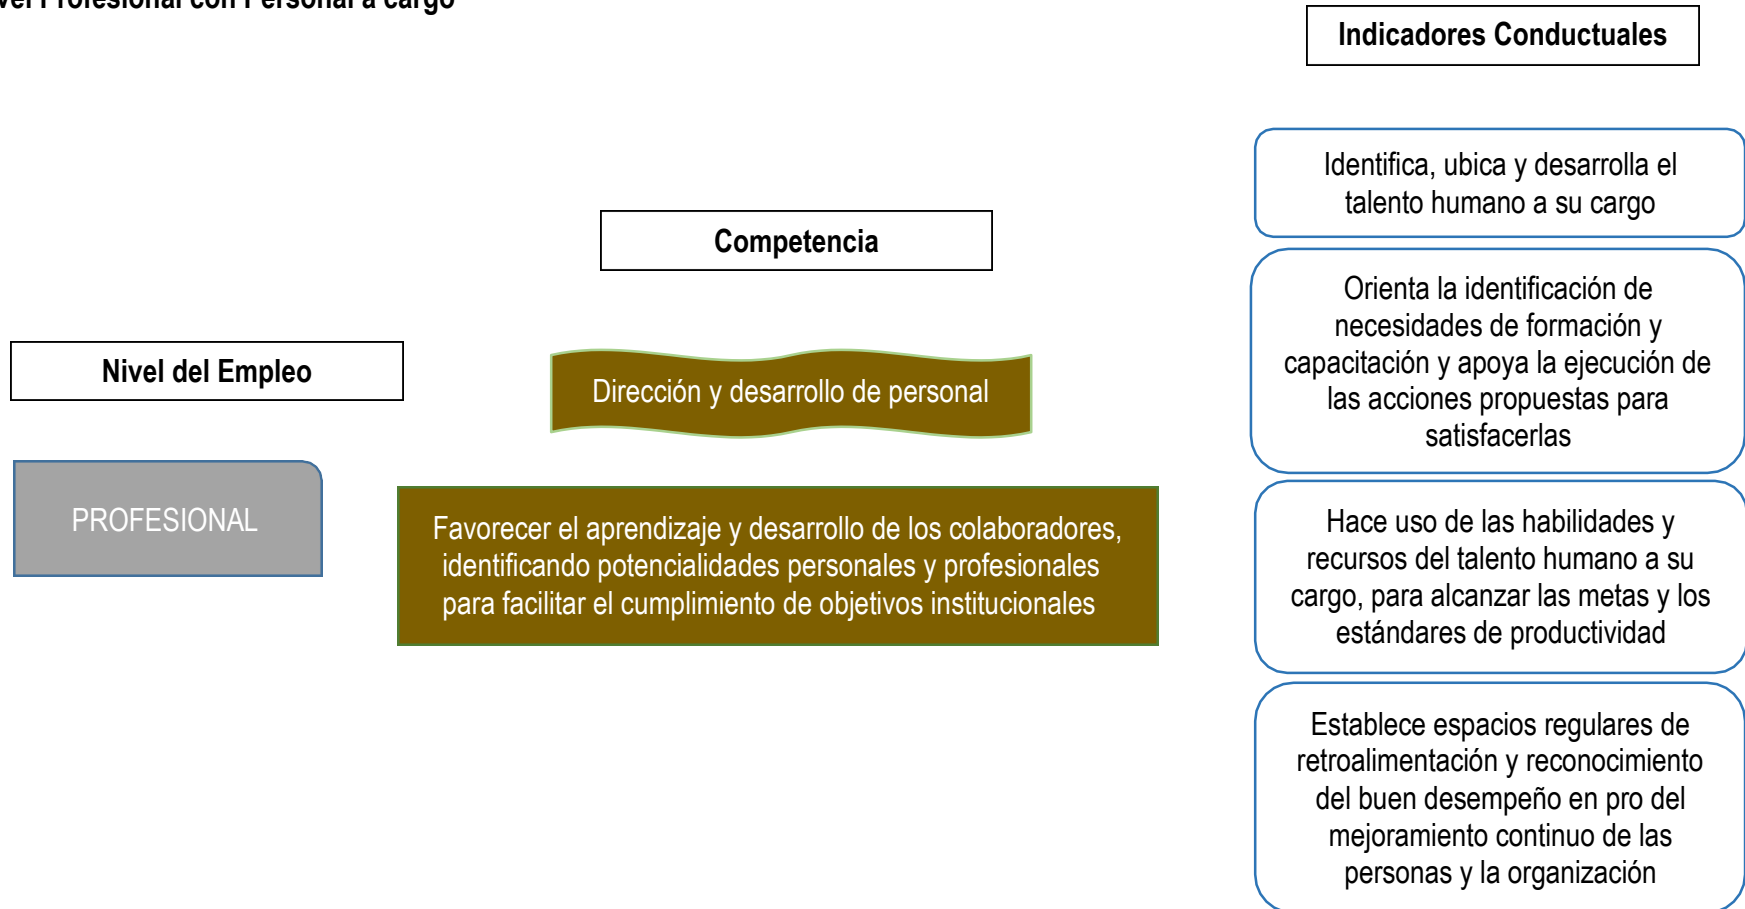 Profesional con Personal a cargo
Indicadores Conductuales
Identifica, ubica y desarrolla el
talento humano a su cargo
Competencia
Orienta la identificación de
necesidades de formación y
capacitación y apoya la ejecución de
las acciones propuestas para
satisfacerlas
Nivel del Empleo
Dirección y desarrollo de personal
PROFESIONAL
Favorecer el aprendizaje y desarrollo de los colaboradores,
identificando potencialidades personales y profesionales
para facilitar el cumplimiento de objetivos institucionales
Hace uso de las habilidades y
recursos del talento humano a su
cargo, para alcanzar las metas y los
estándares de productividad
Establece espacios regulares de
retroalimentación y reconocimiento
del buen desempeño en pro del
mejoramiento continuo de las
personas y la organización